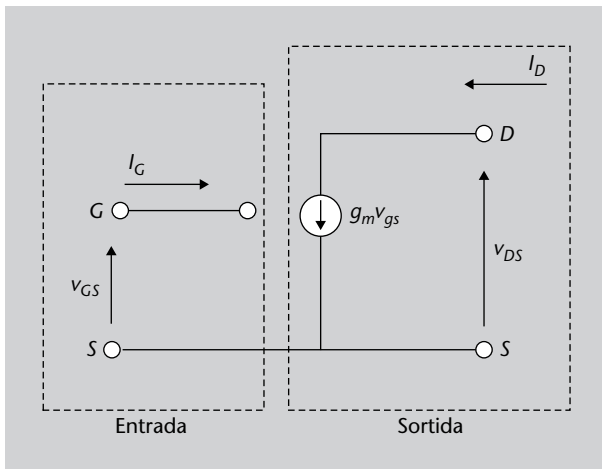 I_D
D
I_G
G
g_m v_gs
v_GS
v_DS
S
S
Entrada
Sortida